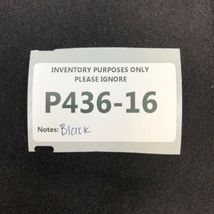 INVENTORY PURPOSES ONLY
PLEASE IGNORE
P436-16
Notes: Black